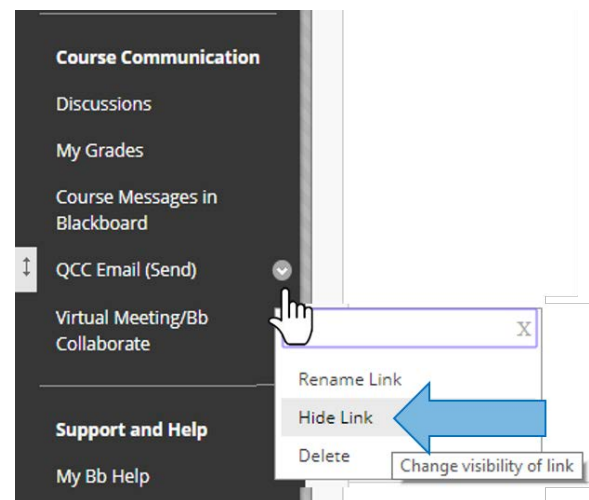 Course Communication
Discussions
My Grades
Course Messages in
Blackboard
QCC Email (Send)
Virtual Meeting/Bb
Collaborate
X
Rename Link
Hide Link
Delete
Change visibility of link
Support and Help
My Bb Help